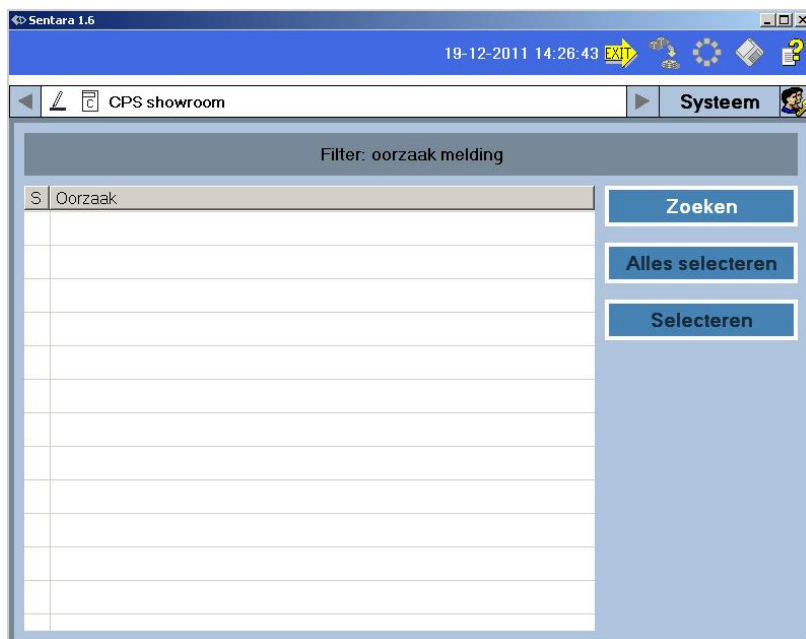 Sentara 1.6
19-12-2011 14:26:43 EXIT
C CPS showroom Systeem
Filter: oorzaak melding
S Oorzaak
Zoeken
Alles selecteren
Selecteren